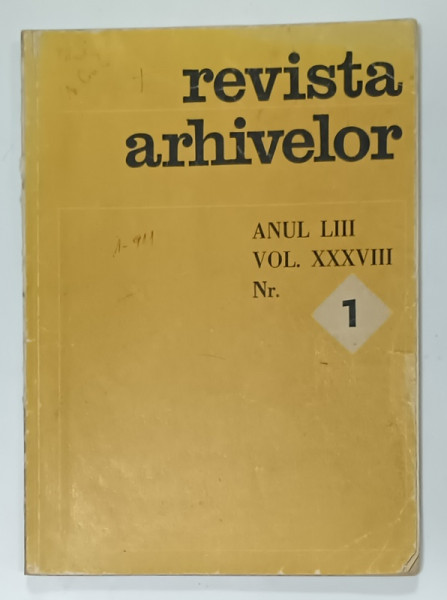 revista
arhivelor
ANUL LIII
VOL. XXXVIII
Nr. 1